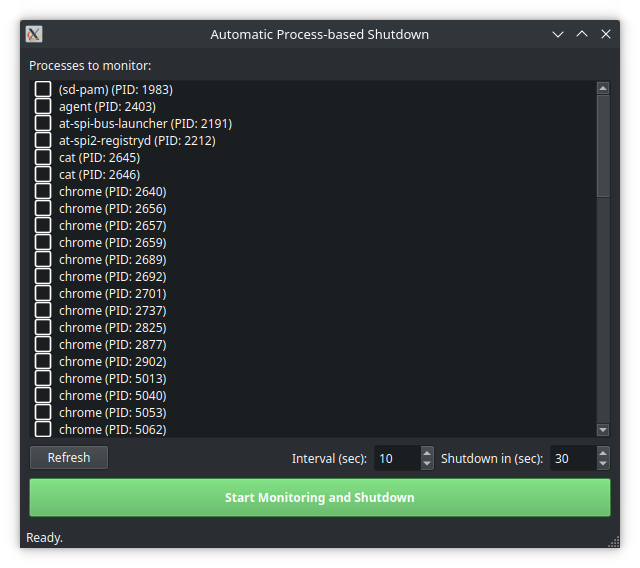 Automatic Process-based Shutdown
Processes to monitor:
(sd-pam) (PID: 1983)
agent (PID: 2403)
at-spi-bus-launcher (PID: 2191)
at-spi2-registryd (PID: 2212)
cat (PID: 2645)
cat (PID: 2646)
chrome (PID: 2640)
chrome (PID: 2656)
chrome (PID: 2657)
chrome (PID: 2659)
chrome (PID: 2689)
chrome (PID: 2692)
chrome (PID: 2701)
chrome (PID: 2737)
chrome (PID: 2825)
chrome (PID: 2877)
chrome (PID: 2902)
chrome (PID: 5013)
chrome (PID: 5040)
chrome (PID: 5053)
chrome (PID: 5062)
Refresh Interval (sec): 10 Shutdown in (sec): 30
Start Monitoring and Shutdown
Ready.